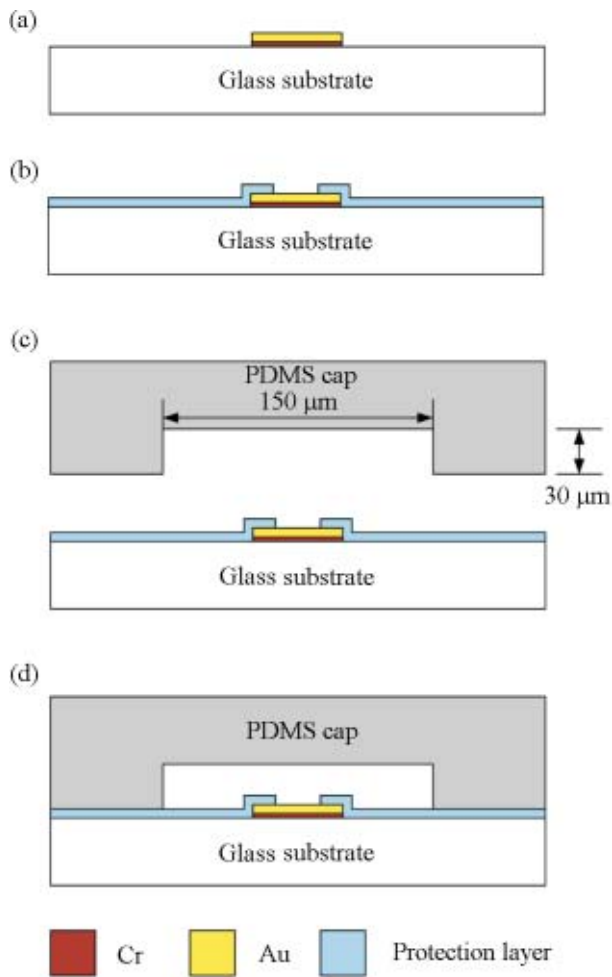 (a)
Glass substrate
(b)
Glass substrate
(c)
PDMS cap
150 μm
30 μm
Glass substrate
(d)
PDMS cap
Glass substrate
Cr
Au
Protection layer